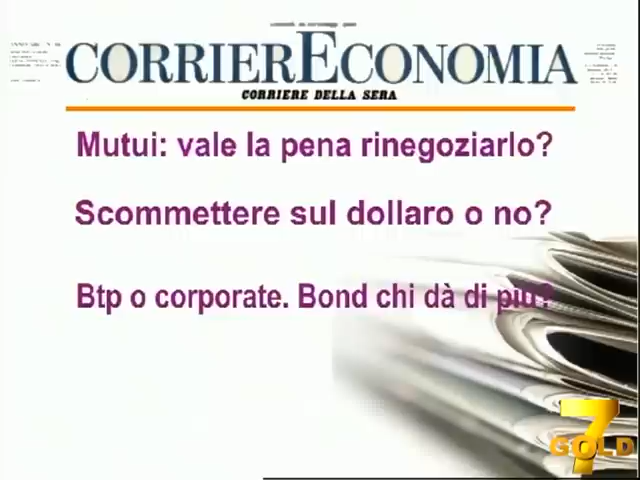 CORRIERECONOMIA
CORRIERE DELLA SERA
Mutui: vale la pena rinegoziarlo?
Scommettere sul dollaro o no?
Btp o corporate. Bond chi dà di più?
7
GOLD